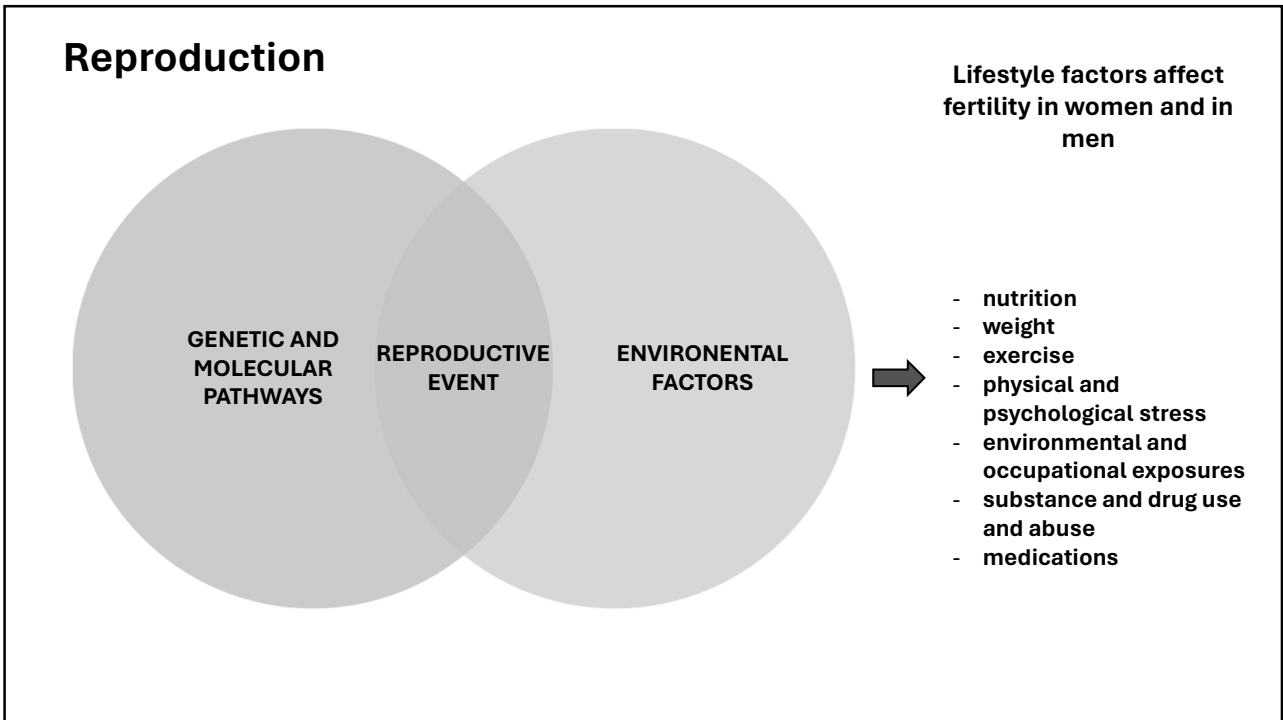 Reproduction
Lifestyle factors affect
fertility in women and in
men
GENETIC AND
MOLECULAR
PATHWAYS
REPRODUCTIVE
EVENT
ENVIRONENTAL
FACTORS
- nutrition
- weight
- exercise
- physical and
psychological stress
- environmental and
occupational exposures
- substance and drug use
and abuse
- medications